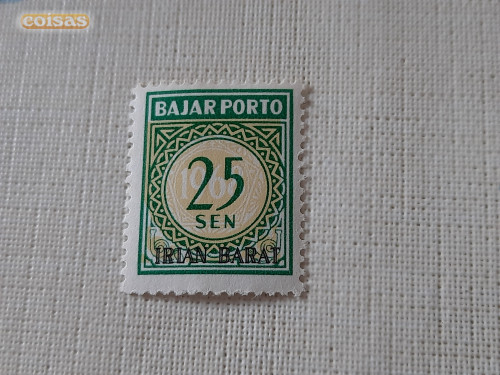 coisas
BAJAR PORTO
25
SEN
IRIAN BARAT